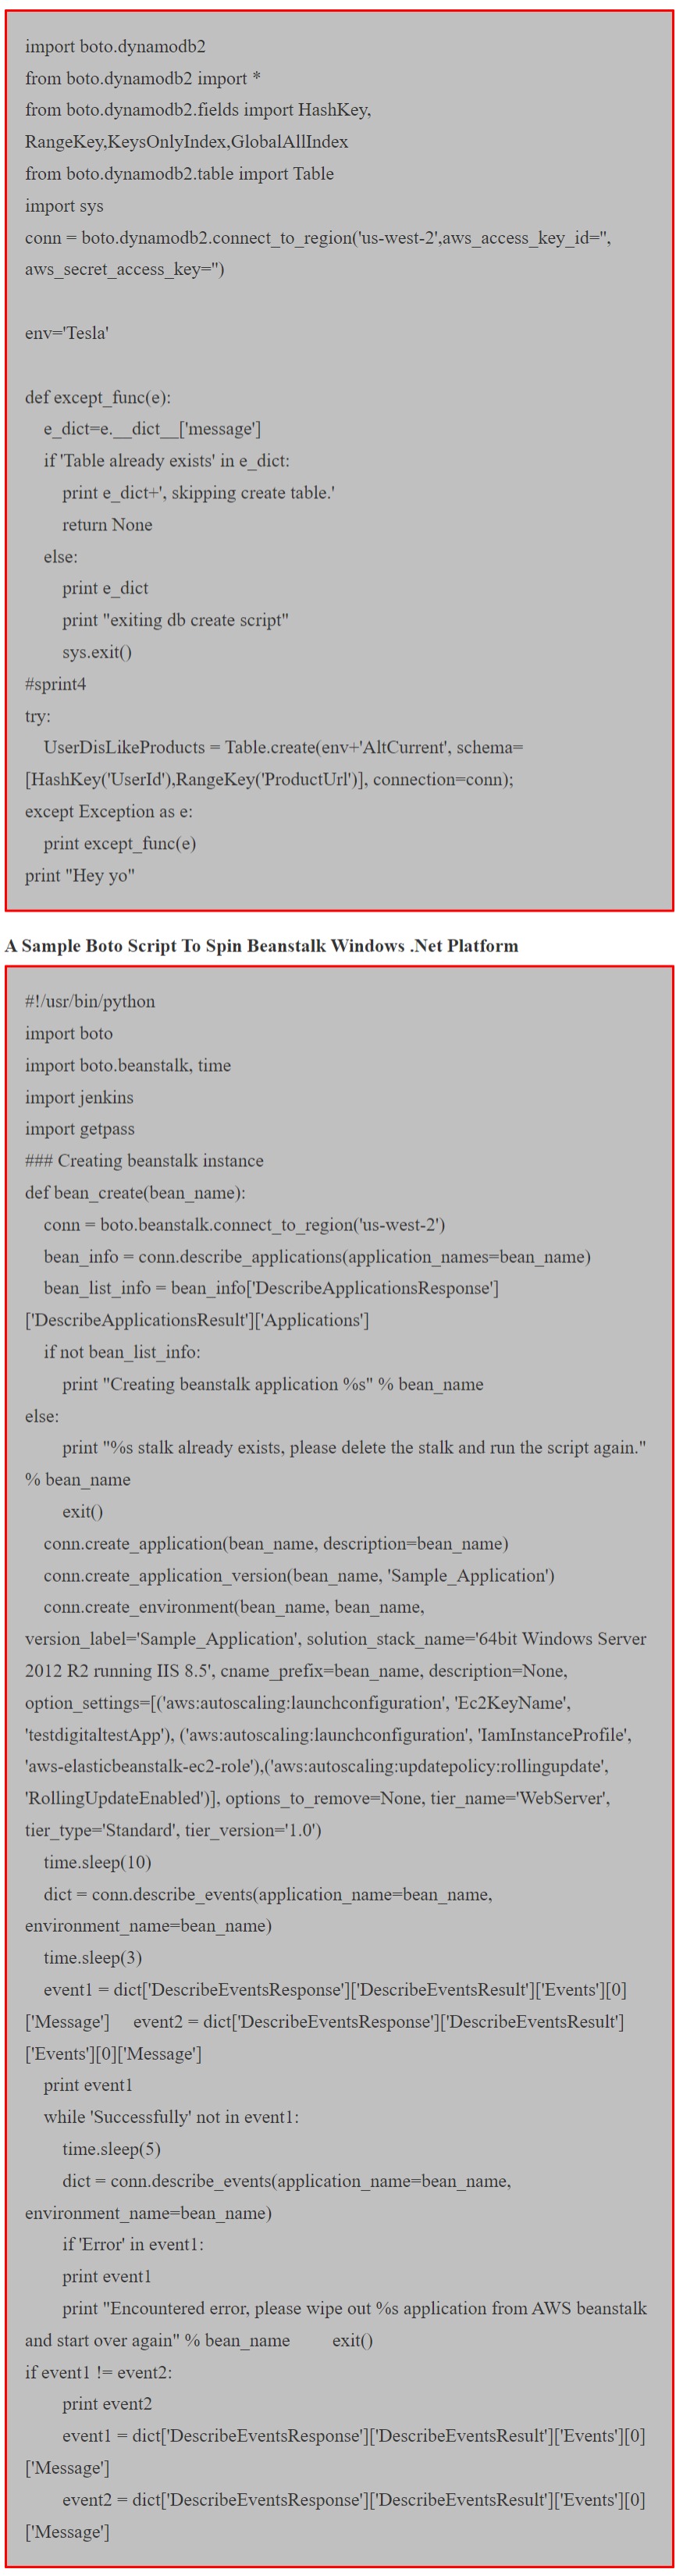 import boto.dynamodb2
from boto.dynamodb2 import *
from boto.dynamodb2.fields import HashKey,
RangeKey,KeysOnlyIndex,GlobalAllIndex
from boto.dynamodb2.table import Table
import sys
conn = boto.dynamodb2.connect_to_region('us-west-2',aws_access_key_id='',
aws_secret_access_key='')
env='Tesla'
def except_func(e):
e_dict=e.__dict__['message']
if 'Table already exists' in e_dict:
print e_dict+', skipping create table.'
return None
else:
print e_dict
print "exiting db create script"
sys.exit()
#sprint4
try:
UserDisLikeProducts = Table.create(env+'AltCurrent', schema=
[HashKey('UserId'),RangeKey('ProductUrl')], connection=conn);
except Exception as e:
print except_func(e)
print "Hey yo"
A Sample Boto Script To Spin Beanstalk Windows .Net Platform
#!/usr/bin/python
import boto
import boto.beanstalk, time
import jenkins
import getpass
### Creating beanstalk instance
def bean_create(bean_name):
conn = boto.beanstalk.connect_to_region('us-west-2')
bean_info = conn.describe_applications(application_names=bean_name)
bean_list_info = bean_info['DescribeApplicationsResponse']
['DescribeApplicationsResult']['Applications']
if not bean_list_info:
print "Creating beanstalk application %s" % bean_name
else:
print "%s stalk already exists, please delete the stalk and run the script again."
% bean_name
exit()
conn.create_application(bean_name, description=bean_name)
conn.create_application_version(bean_name, 'Sample_Application')
conn.create_environment(bean_name, bean_name,
version_label='Sample_Application', solution_stack_name='64bit Windows Server
2012 R2 running IIS 8.5', cname_prefix=bean_name, description=None,
option_settings=[('aws:autoscaling:launchconfiguration', 'Ec2KeyName',
'testdigitaltestApp'), ('aws:autoscaling:launchconfiguration', 'IamInstanceProfile',
'aws-elasticbeanstalk-ec2-role'),('aws:autoscaling:updatepolicy:rollingupdate',
'RollingUpdateEnabled')], options_to_remove=None, tier_name='WebServer',
tier_type='Standard', tier_version='1.0')
time.sleep(10)
dict = conn.describe_events(application_name=bean_name,
environment_name=bean_name)
time.sleep(3)
event1 = dict['DescribeEventsResponse']['DescribeEventsResult']['Events'][0]
['Message'] event2 = dict['DescribeEventsResponse']['DescribeEventsResult']
['Events'][0]['Message']
print event1
while 'Successfully' not in event1:
time.sleep(5)
dict = conn.describe_events(application_name=bean_name,
environment_name=bean_name)
if 'Error' in event1:
print event1
print "Encountered error, please wipe out %s application from AWS beanstalk
and start over again" % bean_name exit()
if event1 != event2:
print event2
event1 = dict['DescribeEventsResponse']['DescribeEventsResult']['Events'][0]
['Message']
event2 = dict['DescribeEventsResponse']['DescribeEventsResult']['Events'][0]
['Message']